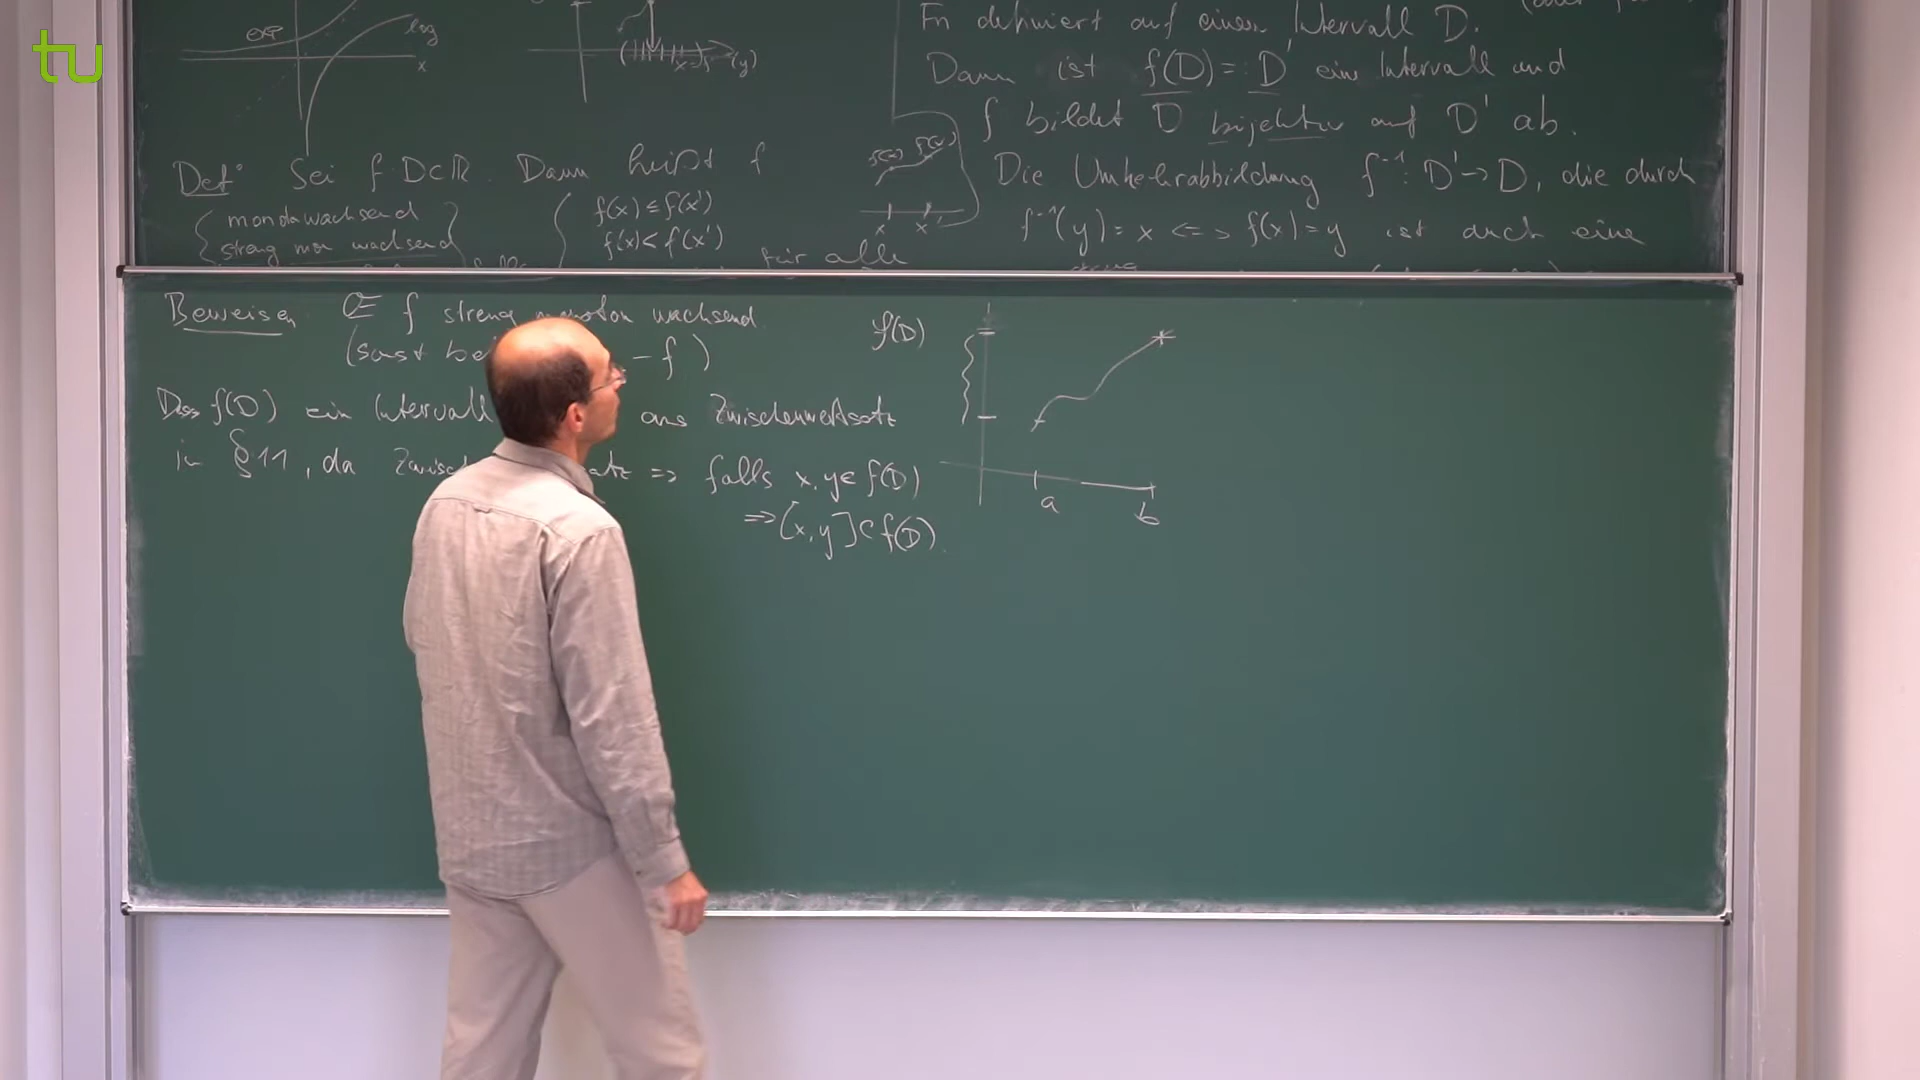 tu
exp
log
x
(y)
Fn definiert auf einem Intervall D.
Dann ist f(D)=: D' ein Intervall und
f bildet D bijektiv auf D' ab.
Die Umkehrabbildung f⁻¹: D' → D, die durch
f⁻¹(y) = x <=> f(x) = y ist auch eine
f(x) f(x')
x x'
Def: Sei f D⊂ℝ. Dann heißt f
monoton wachsend
streng mon wachsend
f(x) ≤ f(x')
f(x) < f(x')
für alle
Beweis: Œ f streng monoton wachsend.
(sonst – f)
Dass f(D) ein Intervall aus Zwischenwertsatz
in §11, da => falls x, y ∈ f(D)
=> [x, y] ⊂ f(D).
f(D)
a
b